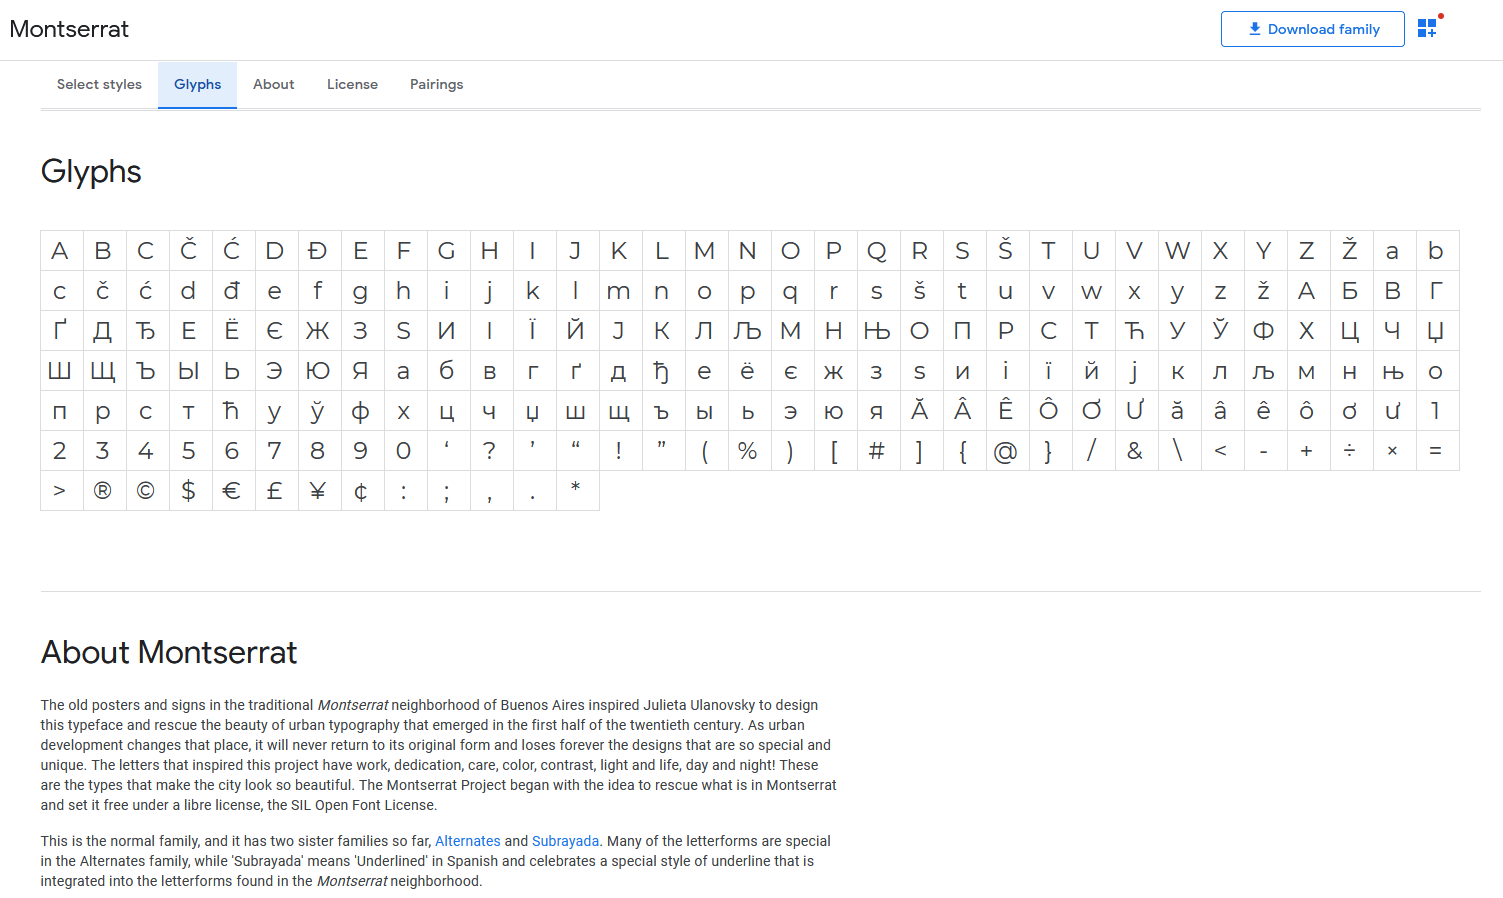 Montserrat
Download family
Select styles Glyphs About License Pairings
Glyphs
A B C Č Ć D Đ E F G H I J K L M N O P Q R S Š T U V W X Y Z Ž a b
c č ć d đ e f g h i j k l m n o p q r s š t u v w x y z ž А Б В Г
Ґ Д Ђ Е Ё Є Ж З Ѕ И І Ї Й Ј К Л Љ М Н Њ О П Р С Т Ћ У Ў Ф Х Ц Ч Џ
Ш Щ Ъ Ы Ь Э Ю Я а б в г ґ д ђ е ё є ж з ѕ и і ї й ј к л љ м н њ о
п р с т ћ у ў ф х ц ч џ ш щ ъ ы ь э ю я Ă Â Ê Ô Ơ Ư ă â ê ô ơ ư 1
2 3 4 5 6 7 8 9 0 ‘ ? ’ “ ! ” ( % ) [ # ] { @ } / & \ < - + ÷ × =
> ® © $ € £ ¥ ¢ : ; , . *
About Montserrat
The old posters and signs in the traditional Montserrat neighborhood of Buenos Aires inspired Julieta Ulanovsky to design
this typeface and rescue the beauty of urban typography that emerged in the first half of the twentieth century. As urban
development changes that place, it will never return to its original form and loses forever the designs that are so special and
unique. The letters that inspired this project have work, dedication, care, color, contrast, light and life, day and night! These
are the types that make the city look so beautiful. The Montserrat Project began with the idea to rescue what is in Montserrat
and set it free under a libre license, the SIL Open Font License.
This is the normal family, and it has two sister families so far, Alternates and Subrayada. Many of the letterforms are special
in the Alternates family, while 'Subrayada' means 'Underlined' in Spanish and celebrates a special style of underline that is
integrated into the letterforms found in the Montserrat neighborhood.